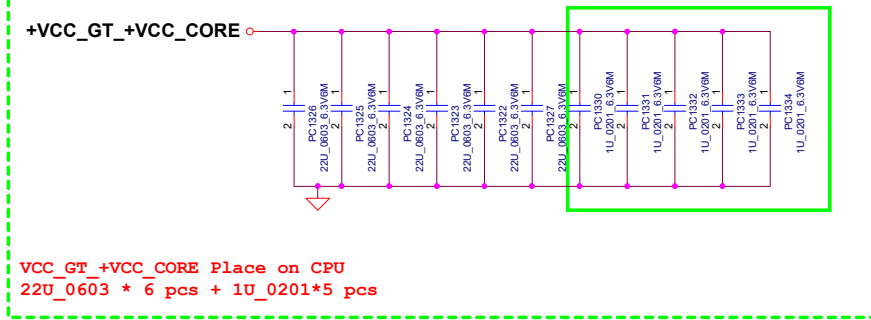 +VCC_GT_+VCC_CORE
1
2
PC1326
22U_0603_6.3V6M
1
2
PC1325
22U_0603_6.3V6M
1
2
PC1324
22U_0603_6.3V6M
1
2
PC1323
22U_0603_6.3V6M
1
2
PC1322
22U_0603_6.3V6M
1
2
PC1327
22U_0603_6.3V6M
1
2
PC1330
1U_0201_6.3V6M
1
2
PC1331
1U_0201_6.3V6M
1
2
PC1332
1U_0201_6.3V6M
1
2
PC1333
1U_0201_6.3V6M
1
2
PC1334
1U_0201_6.3V6M
VCC_GT_+VCC_CORE Place on CPU
22U_0603 * 6 pcs + 1U_0201*5 pcs